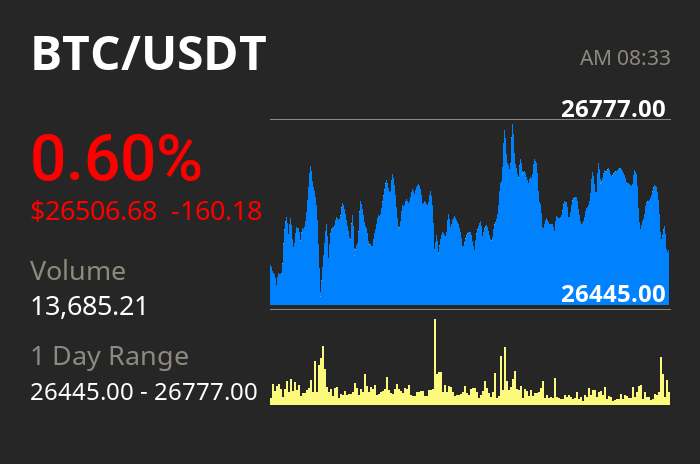 BTC/USDT
AM 08:33
26777.00
0.60%
$26506.68 -160.18
Volume
13,685.21
26445.00
1 Day Range
26445.00 - 26777.00